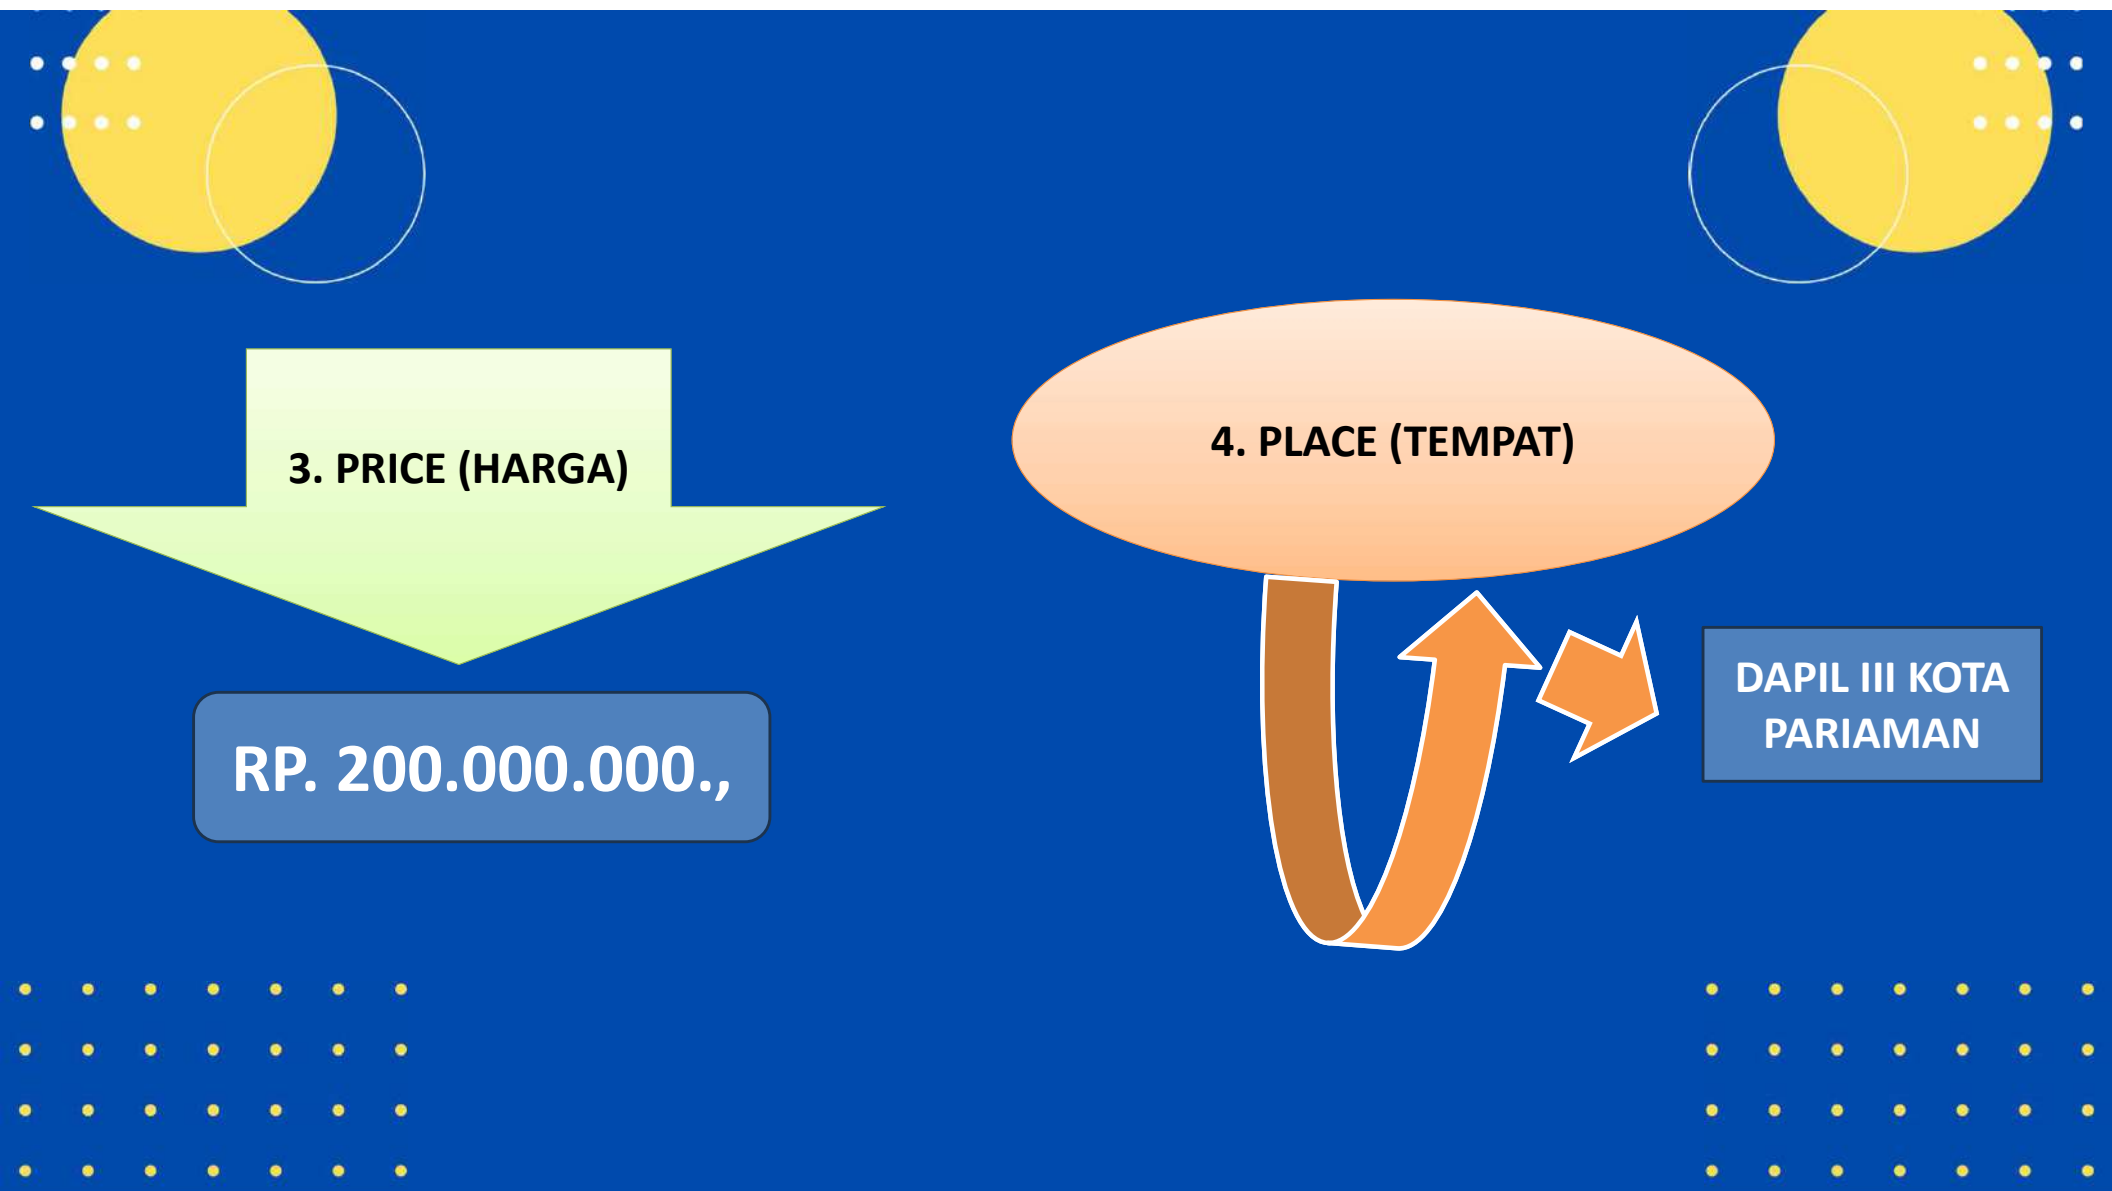 3. PRICE (HARGA)
RP. 200.000.000.,
4. PLACE (TEMPAT)
DAPIL III KOTA
PARIAMAN